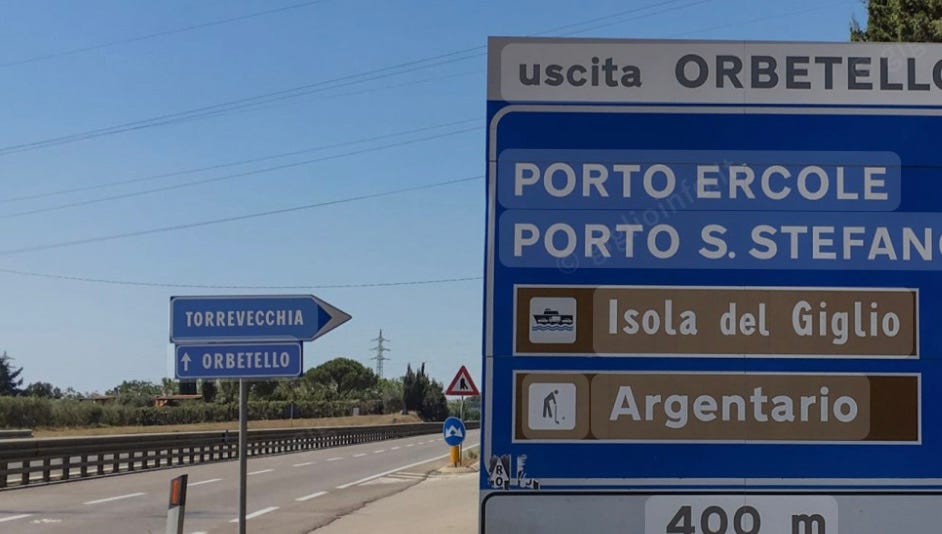 uscita ORBETELLO
PORTO ERCOLE
PORTO S. STEFANO
Isola del Giglio
Argentario
400 m
TORREVECCHIA
ORBETELLO